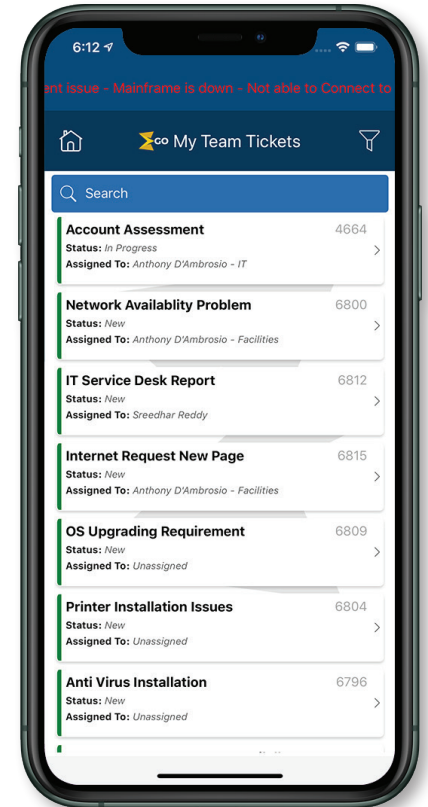 6:12
ent issue - Mainframe is down - Not able to Connect to
GO My Team Tickets
Search
Account Assessment 4664
Status: In Progress
Assigned To: Anthony D'Ambrosio - IT
Network Availablity Problem 6800
Status: New
Assigned To: Anthony D'Ambrosio - Facilities
IT Service Desk Report 6812
Status: New
Assigned To: Sreedhar Reddy
Internet Request New Page 6815
Status: New
Assigned To: Anthony D'Ambrosio - Facilities
OS Upgrading Requirement 6809
Status: New
Assigned To: Unassigned
Printer Installation Issues 6804
Status: New
Assigned To: Unassigned
Anti Virus Installation 6796
Status: New
Assigned To: Unassigned